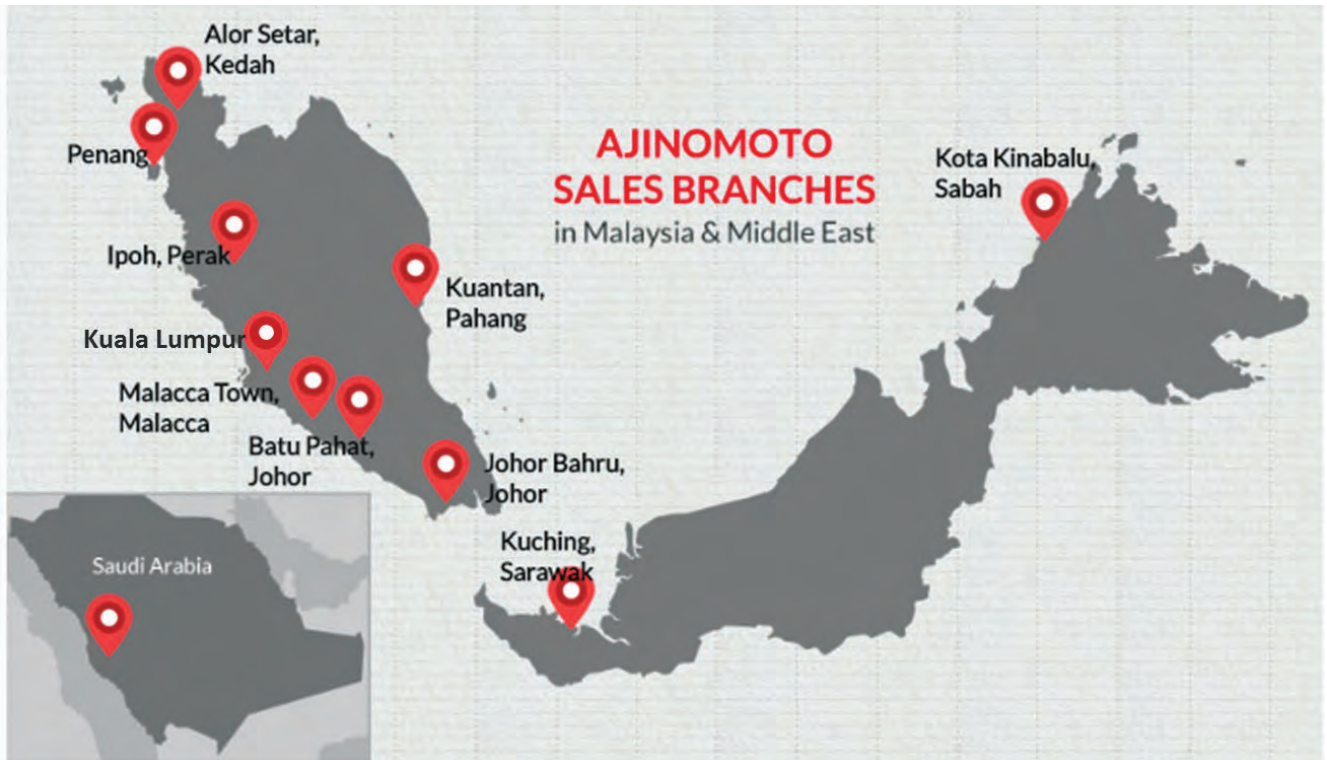 Alor Setar,
Kedah
Penang
Ipoh, Perak
Kuala Lumpur
Malacca Town,
Malacca
Batu Pahat,
Johor
Kuantan,
Pahang
Johor Bahru,
Johor
AJINOMOTO
SALES BRANCHES
in Malaysia & Middle East
Kota Kinabalu,
Sabah
Kuching,
Sarawak
Saudi Arabia